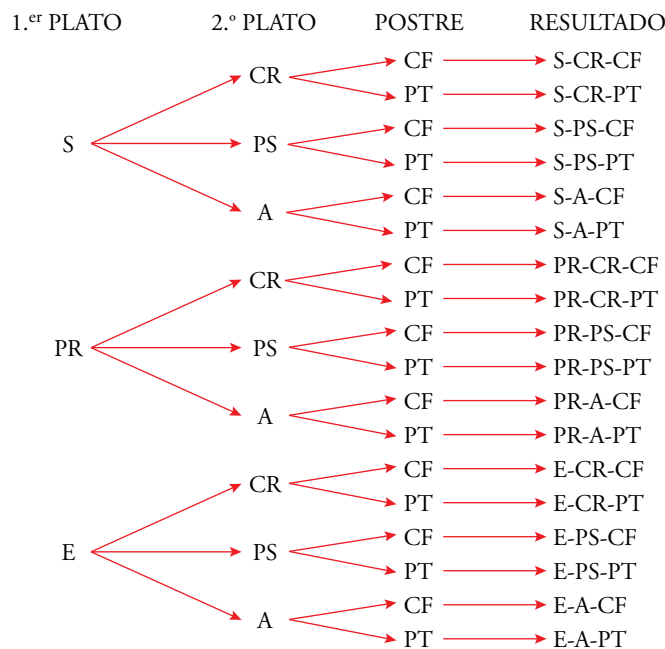 1.er PLATO 2.º PLATO POSTRE RESULTADO
CF S-CR-CF
CR
PT S-CR-PT
CF S-PS-CF
S PS
PT S-PS-PT
CF S-A-CF
A
PT S-A-PT
CF PR-CR-CF
CR
PT PR-CR-PT
CF PR-PS-CF
PR PS
PT PR-PS-PT
CF PR-A-CF
A
PT PR-A-PT
CF E-CR-CF
CR
PT E-CR-PT
CF E-PS-CF
E PS
PT E-PS-PT
CF E-A-CF
A
PT E-A-PT